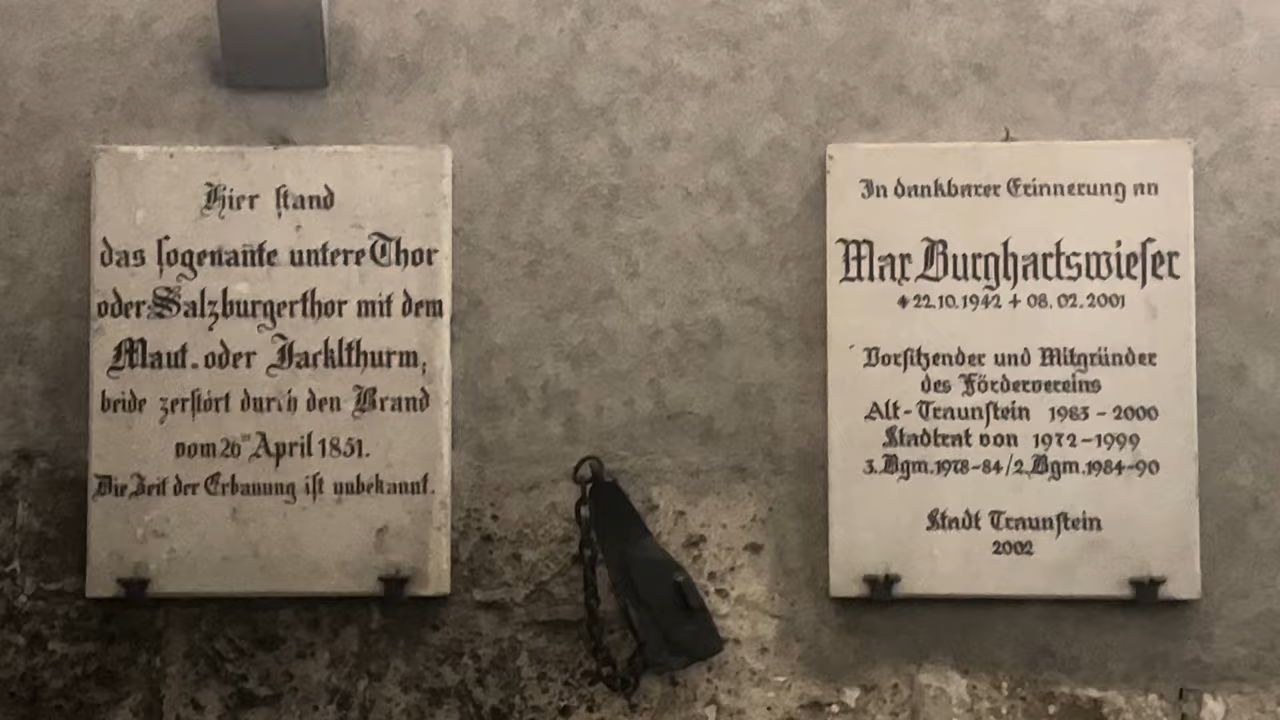 Hier stand
das sogenan̄te untere Thor
oder Salzburgerthor mit dem
Maut- oder Jacklthurm,
beide zerstört durch den Brand
vom 26ten April 1851.
Die Zeit der Erbauung ist unbekannt.
In dankbarer Erinnerung an
Max Burghartswieser
* 22.10.1942 + 08.02.2001
Vorsitzender und Mitgründer
des Fördervereins
Alt-Traunstein 1983 - 2000
Stadtrat von 1972-1999
3. Bgm. 1978-84/2. Bgm. 1984-90
Stadt Traunstein
2002